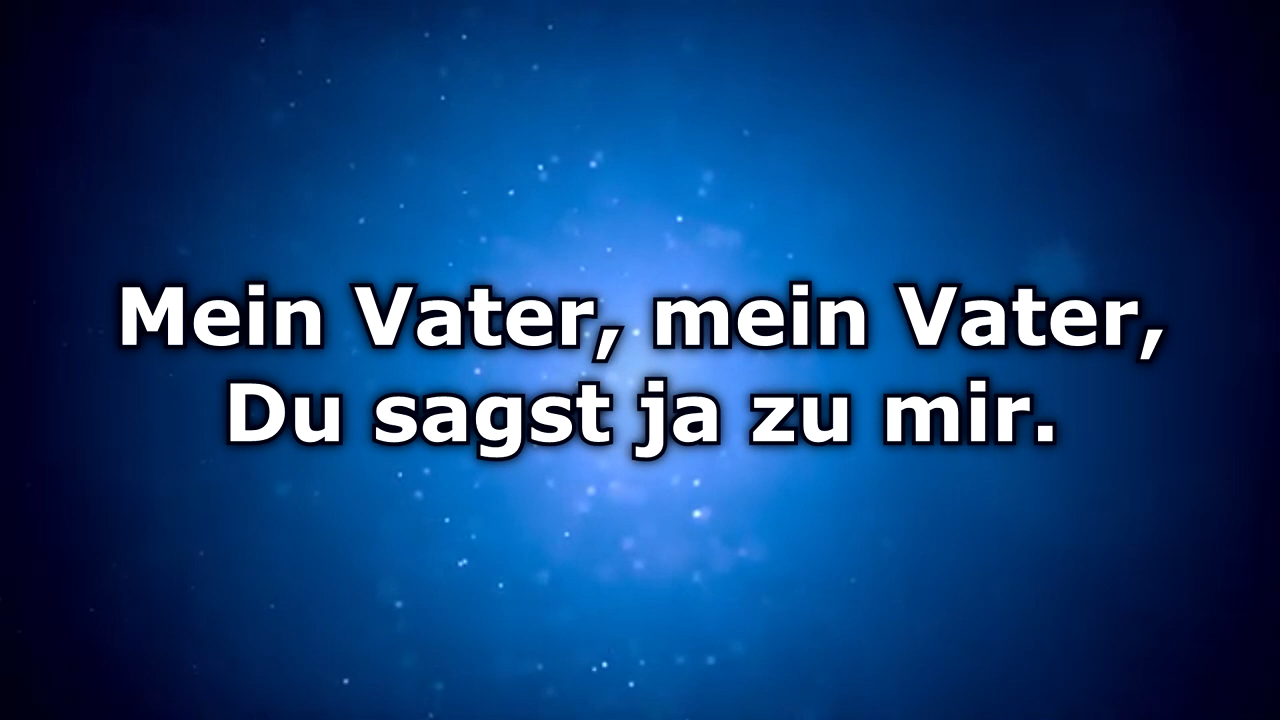 Mein Vater, mein Vater,
Du sagst ja zu mir.